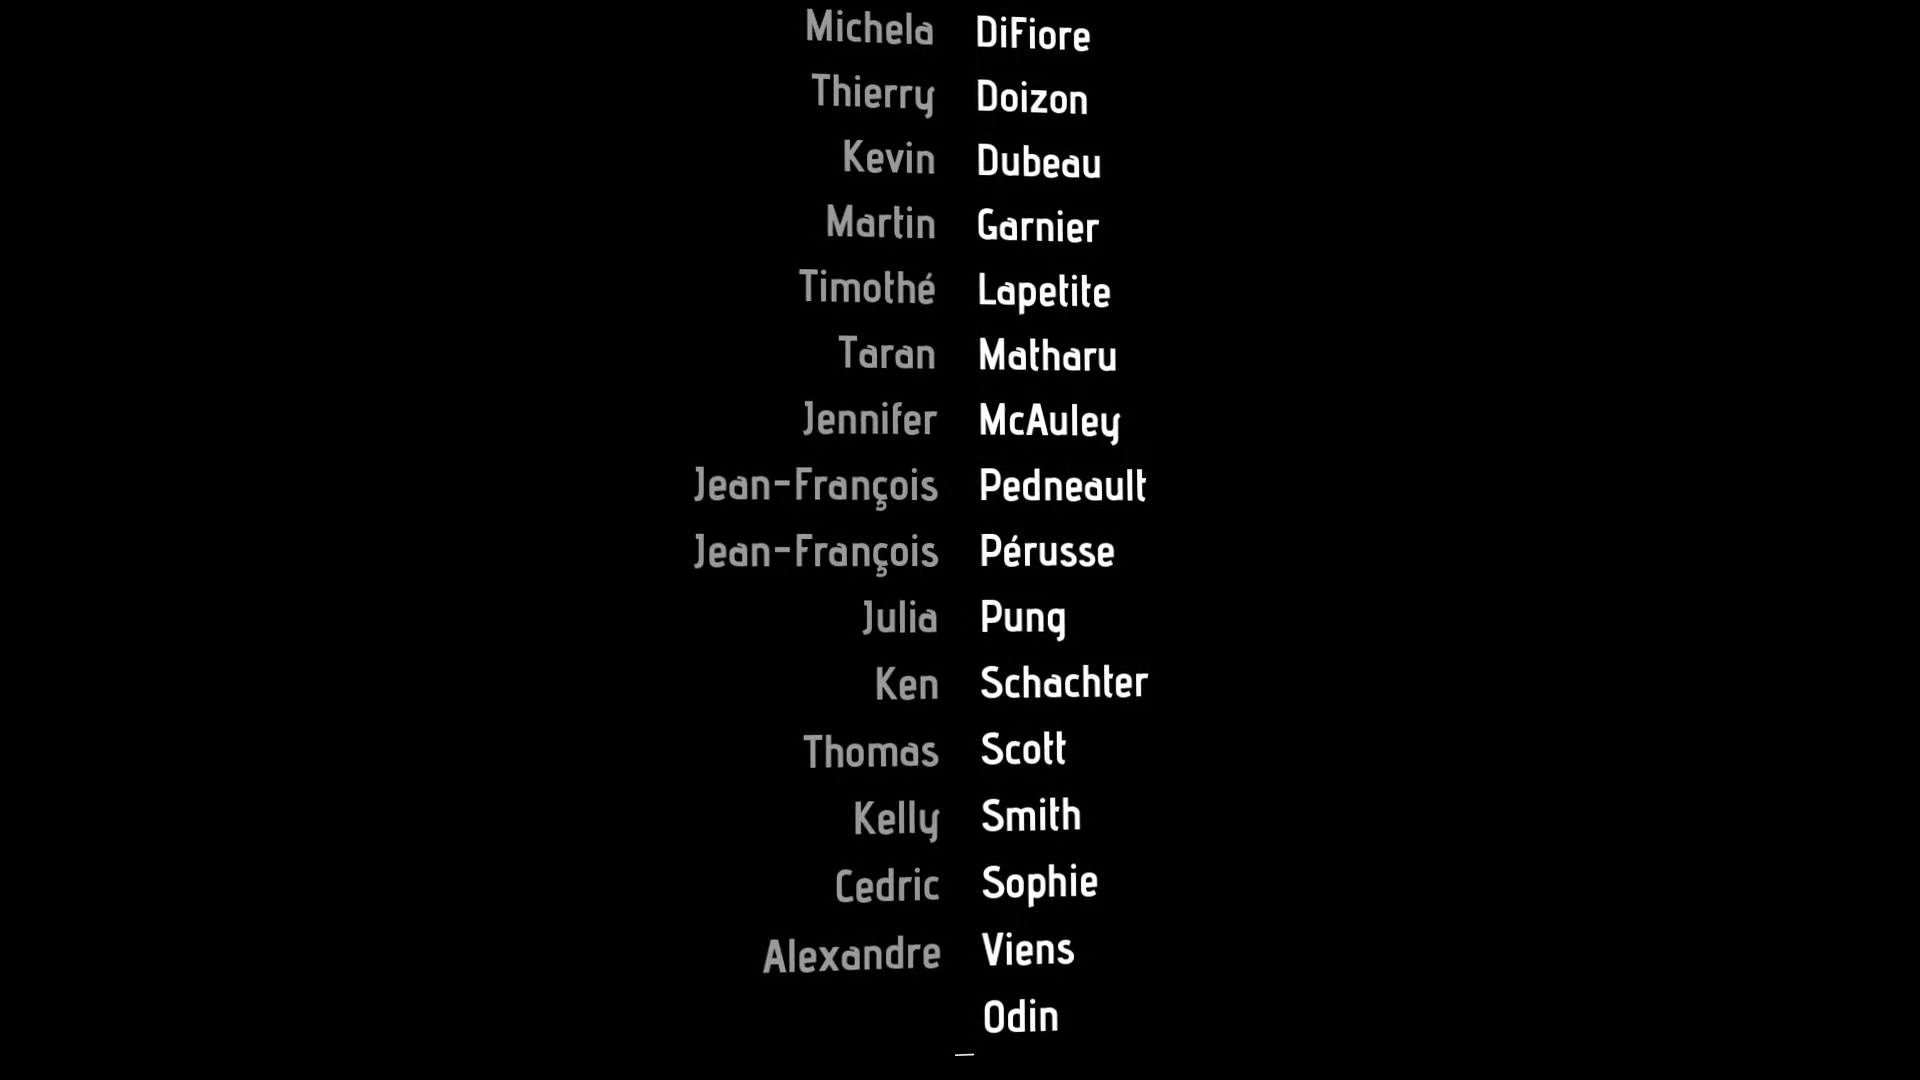 Michela DiFiore
Thierry Doizon
Kevin Dubeau
Martin Garnier
Timothé Lapetite
Taran Matharu
Jennifer McAuley
Jean-François Pedneault
Jean-François Pérusse
Julia Pung
Ken Schachter
Thomas Scott
Kelly Smith
Cedric Sophie
Alexandre Viens
Odin